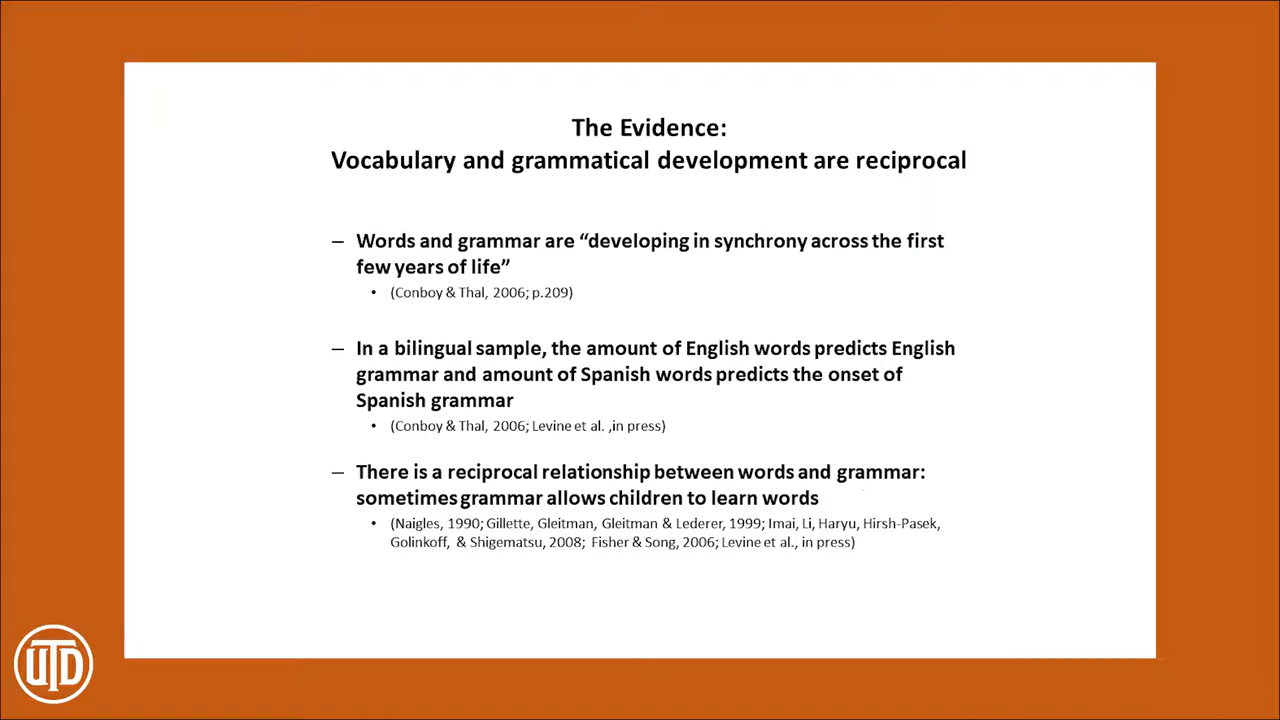 The Evidence:
Vocabulary and grammatical development are reciprocal
– Words and grammar are “developing in synchrony across the first
few years of life”
• (Conboy & Thal, 2006; p.209)
– In a bilingual sample, the amount of English words predicts English
grammar and amount of Spanish words predicts the onset of
Spanish grammar
• (Conboy & Thal, 2006; Levine et al. ,in press)
– There is a reciprocal relationship between words and grammar:
sometimes grammar allows children to learn words
• (Naigles, 1990; Gillette, Gleitman, Gleitman & Lederer, 1999; Imai, Li, Haryu, Hirsh-Pasek,
Golinkoff, & Shigematsu, 2008; Fisher & Song, 2006; Levine et al., in press)
UTD